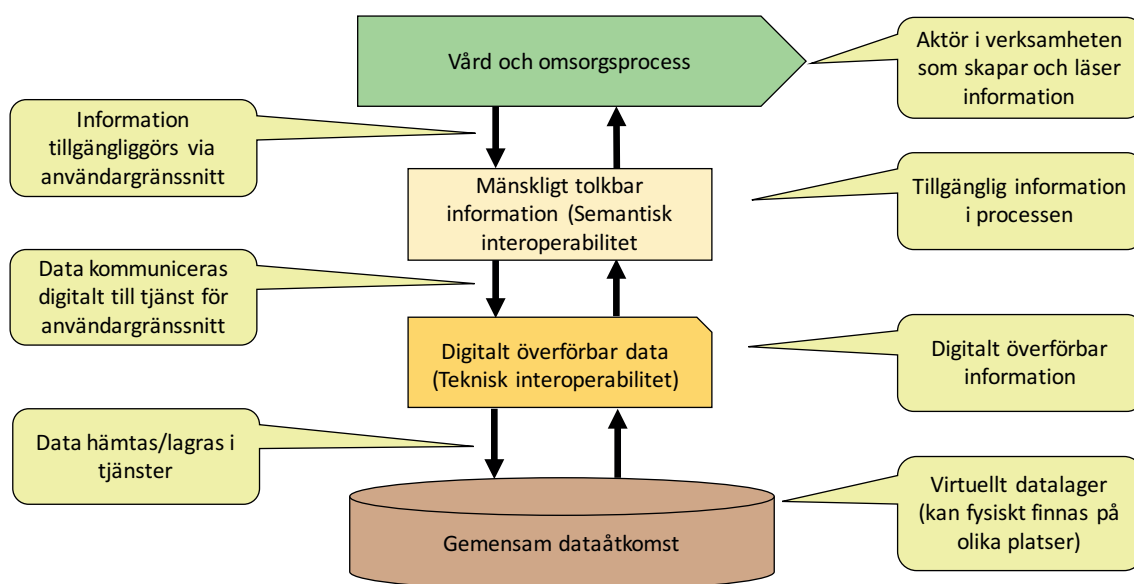 Vård och omsorgsprocess
Aktör i verksamheten
som skapar och läser
information
Information
tillgängliggörs via
användargränssnitt
Mänskligt tolkbar
information (Semantisk
interoperabilitet
Tillgänglig information
i processen
Data kommuniceras
digitalt till tjänst för
användargränssnitt
Digitalt överförbar data
(Teknisk interoperabilitet)
Digitalt överförbar
information
Data hämtas/lagras i
tjänster
Gemensam dataåtkomst
Virtuellt datalager
(kan fysiskt finnas på
olika platser)